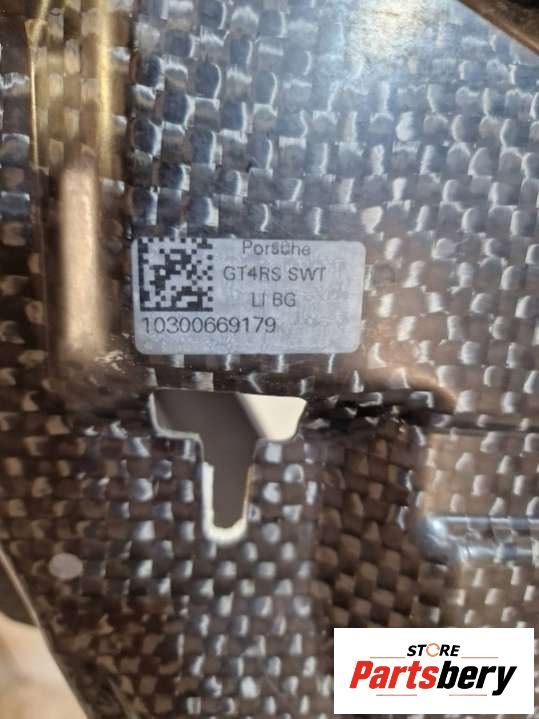 Porsche
GT4RS SWT
LI BG
10300669179
STORE
Partsbery